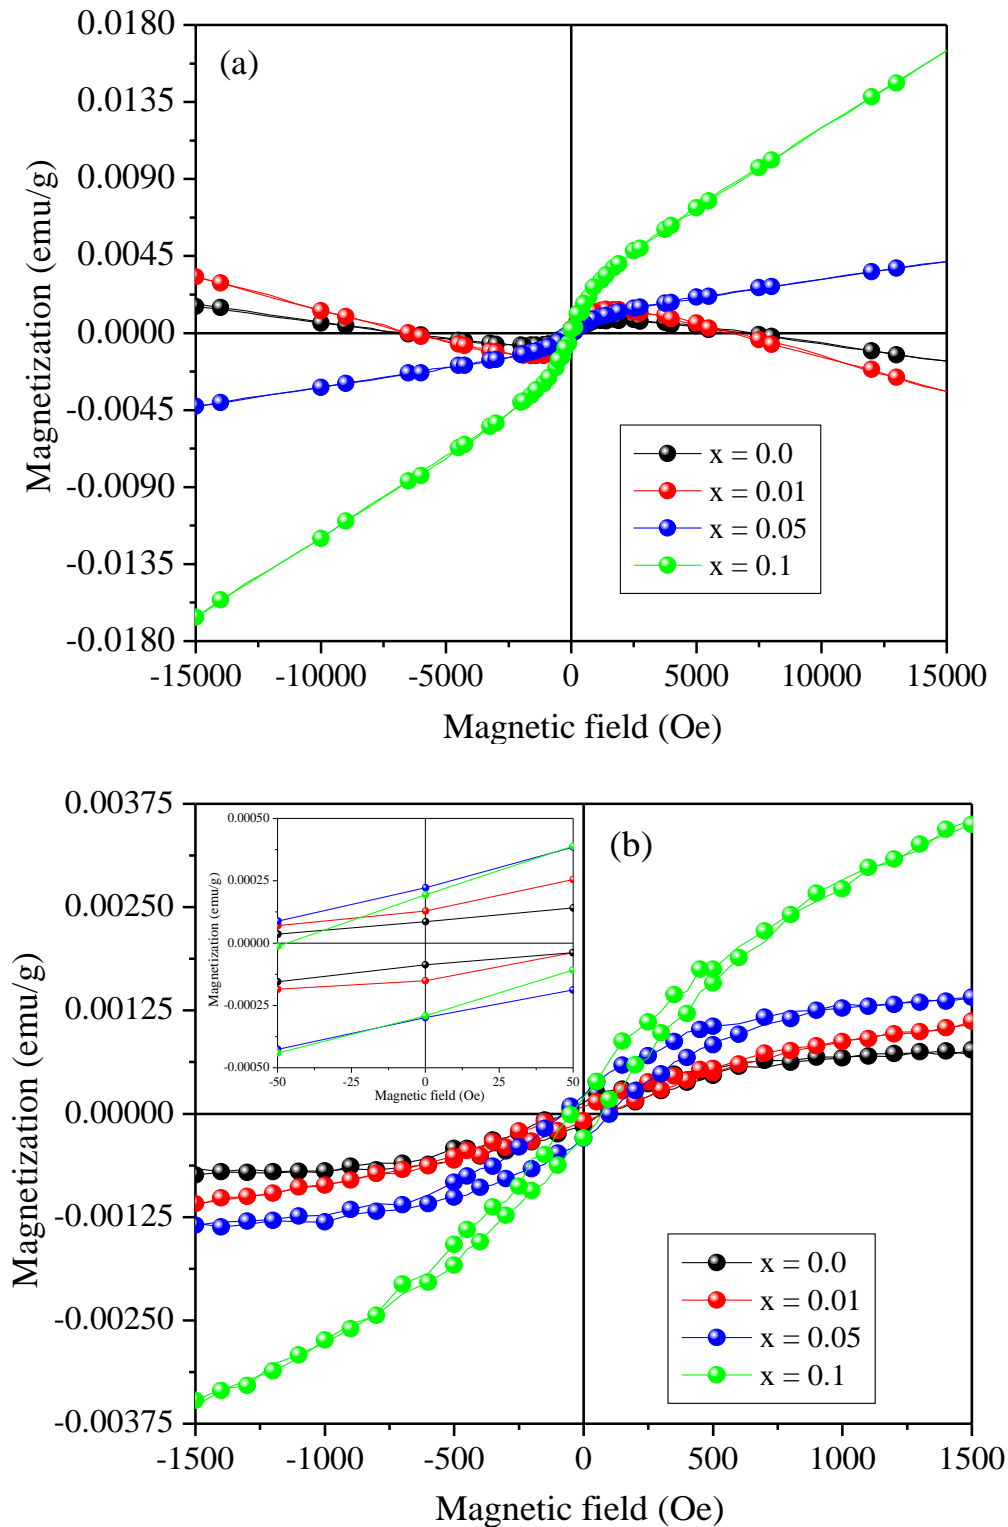 (a)
Magnetization (emu/g)
0.0180
0.0135
0.0090
0.0045
0.0000
-0.0045
-0.0090
-0.0135
-0.0180
x = 0.0
x = 0.01
x = 0.05
x = 0.1
-15000 -10000 -5000 0 5000 10000 15000
Magnetic field (Oe)
(b)
Magnetization (emu/g)
0.00375
0.00250
0.00125
0.00000
-0.00125
-0.00250
-0.00375
Magnetization (emu/g)
0.00050
0.00025
0.00000
-0.00025
-0.00050
-50 -25 0 25 50
Magnetic field (Oe)
x = 0.0
x = 0.01
x = 0.05
x = 0.1
-1500 -1000 -500 0 500 1000 1500
Magnetic field (Oe)